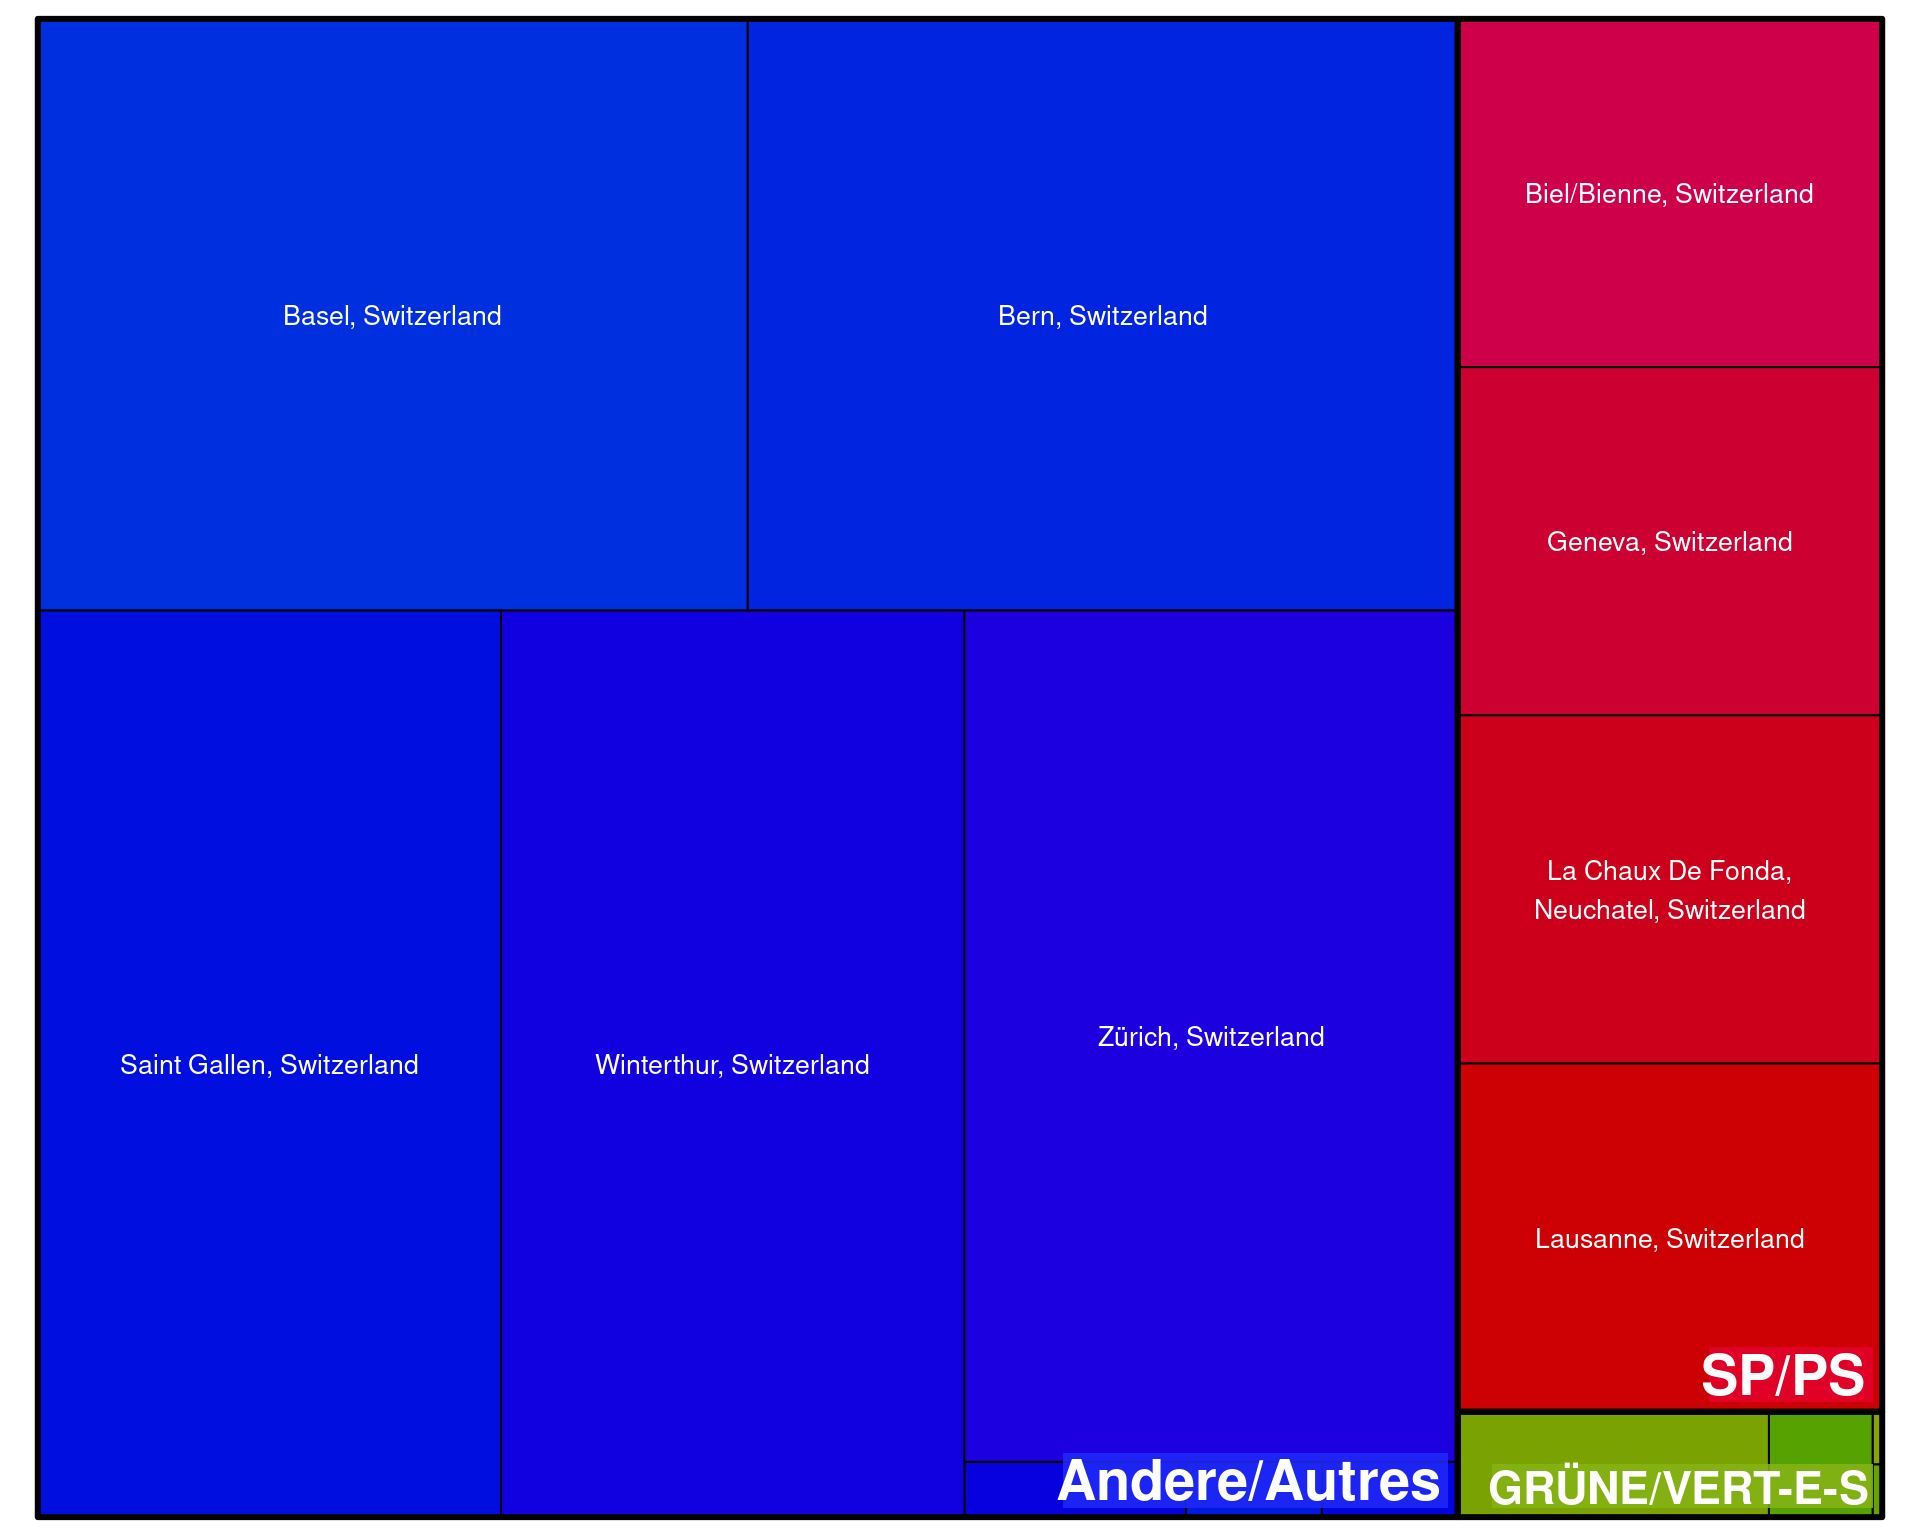 Basel, Switzerland
Bern, Switzerland
Biel/Bienne, Switzerland
Geneva, Switzerland
La Chaux De Fonda,
Neuchatel, Switzerland
Saint Gallen, Switzerland
Winterthur, Switzerland
Zürich, Switzerland
Lausanne, Switzerland
SP/PS
Andere/Autres
GRÜNE/VERT-E-S